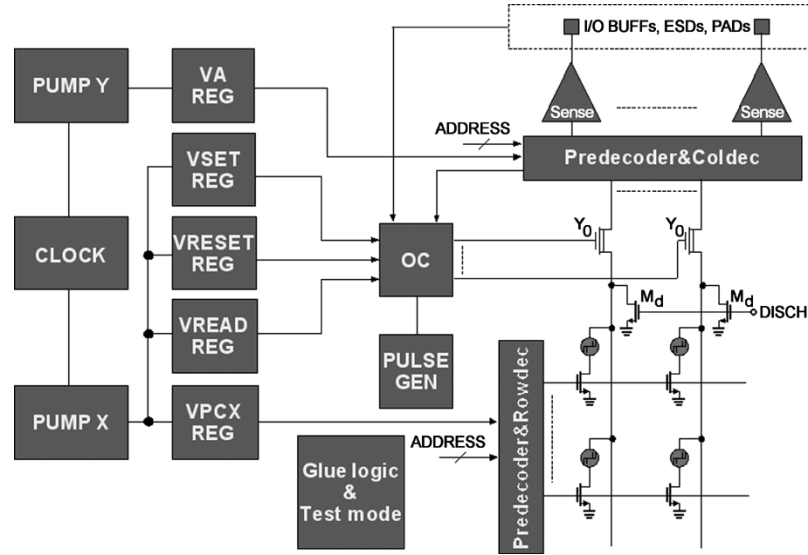 I/O BUFFs, ESDs, PADs
PUMP Y
VA
REG
Sense
Sense
ADDRESS
Predecoder&Coldec
VSET
REG
Y0
Y0
CLOCK
VRESET
REG
OC
Md
Md
DISCH
VREAD
REG
PULSE
GEN
PUMP X
VPCX
REG
ADDRESS
Predecoder&Rowdec
Glue logic
&
Test mode